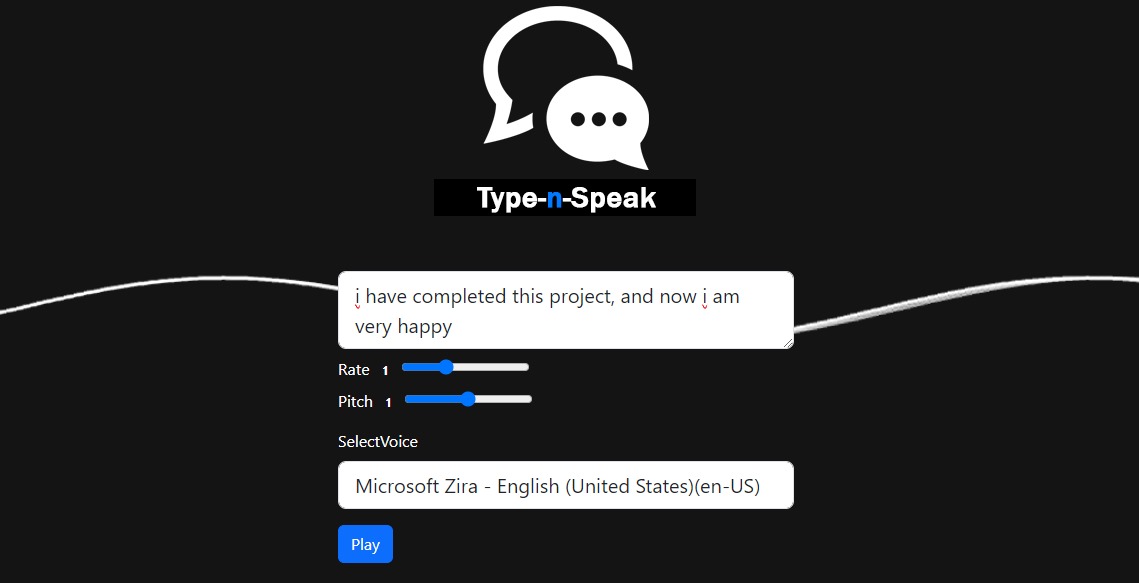 Type-n-Speak
i have completed this project, and now i am
very happy
Rate 1
Pitch 1
SelectVoice
Microsoft Zira - English (United States)(en-US)
Play